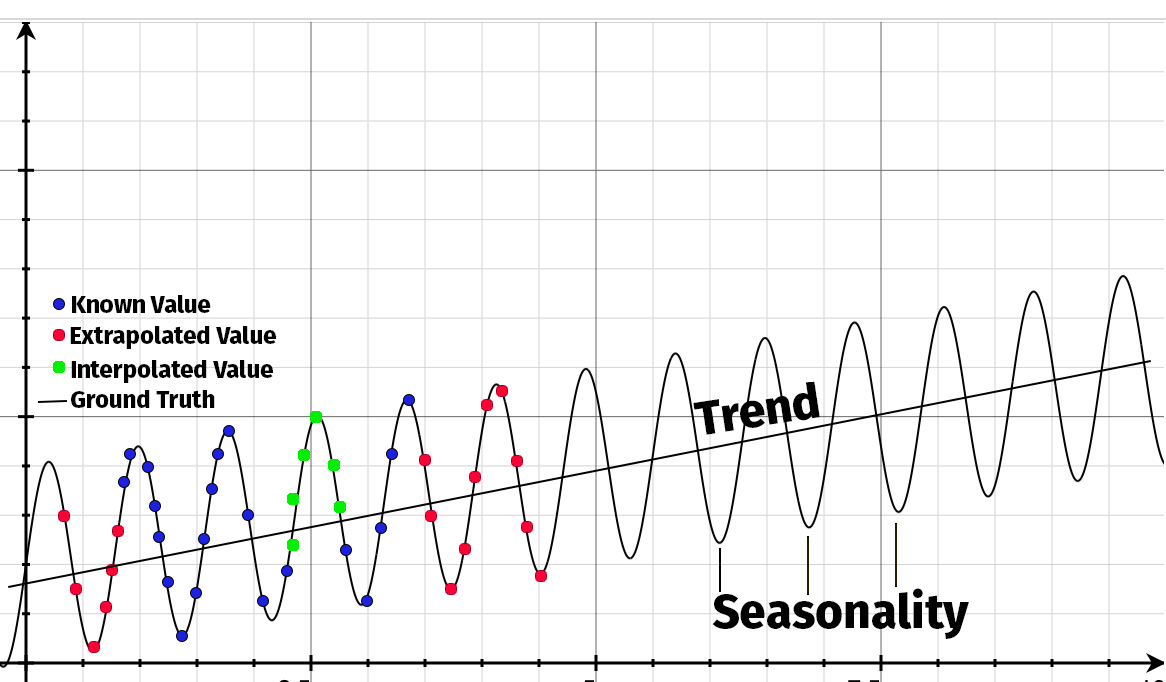 Known Value
Extrapolated Value
Interpolated Value
Ground Truth
Trend
Seasonality